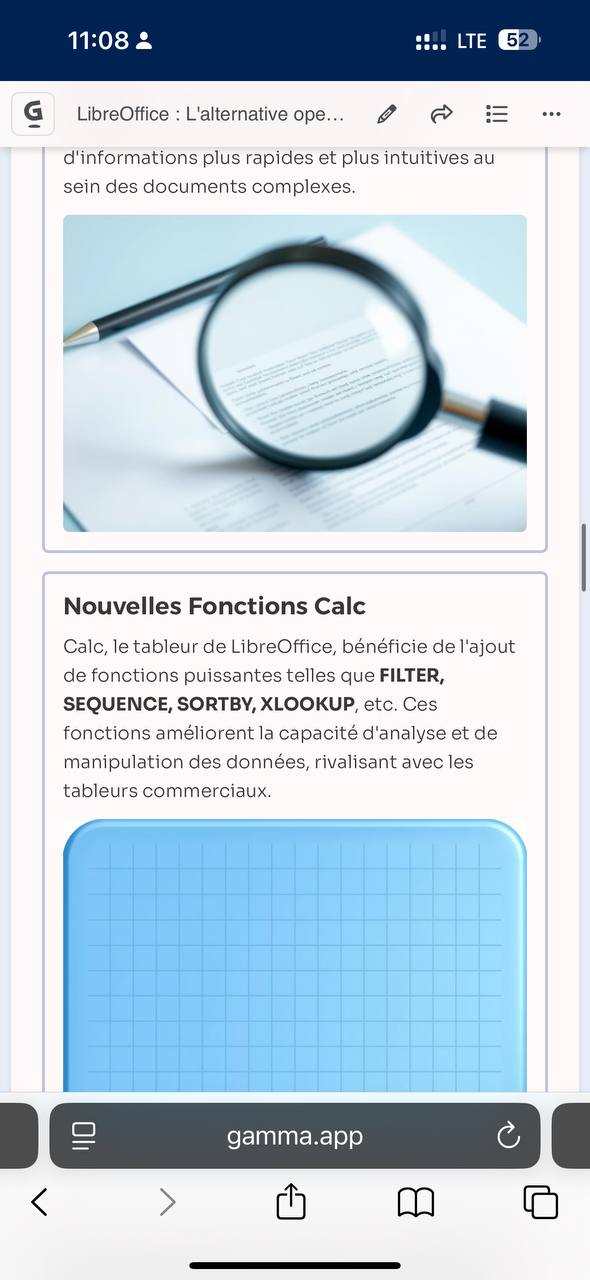 11:08
LTE
52
G
LibreOffice : L'alternative ope...
d'informations plus rapides et plus intuitives au
sein des documents complexes.
Nouvelles Fonctions Calc
Calc, le tableur de LibreOffice, bénéficie de l'ajout
de fonctions puissantes telles que FILTER,
SEQUENCE, SORTBY, XLOOKUP, etc. Ces
fonctions améliorent la capacité d'analyse et de
manipulation des données, rivalisant avec les
tableurs commerciaux.
gamma.app